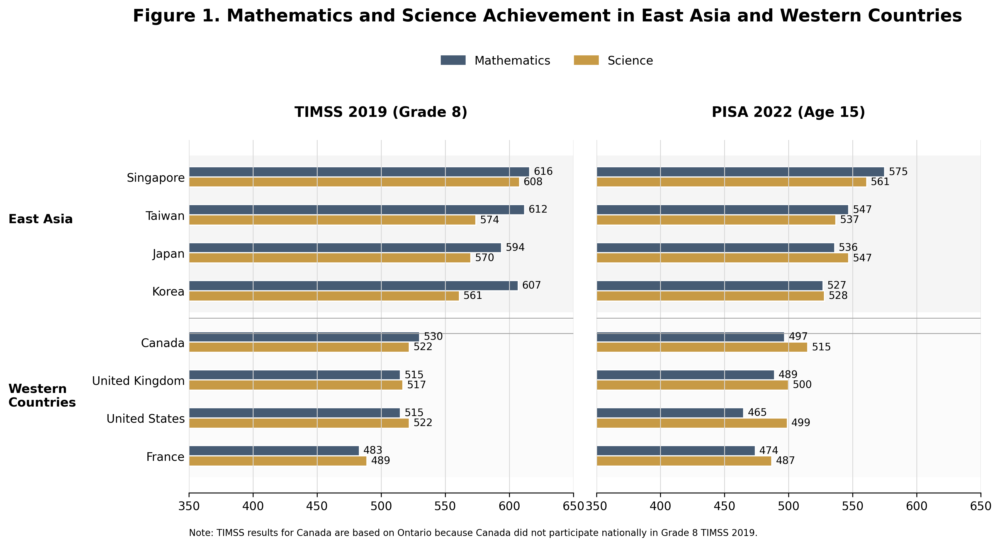 Figure 1. Mathematics and Science Achievement in East Asia and Western Countries
Mathematics
Science
TIMSS 2019 (Grade 8)
PISA 2022 (Age 15)
East Asia
Singapore
616
608
575
561
Taiwan
612
574
547
537
Japan
594
570
536
547
Korea
607
561
527
528
Western
Countries
Canada
530
522
497
515
United Kingdom
515
517
489
500
United States
515
522
465
499
France
483
489
474
487
350 400 450 500 550 600 650
350 400 450 500 550 600 650
Note: TIMSS results for Canada are based on Ontario because Canada did not participate nationally in Grade 8 TIMSS 2019.